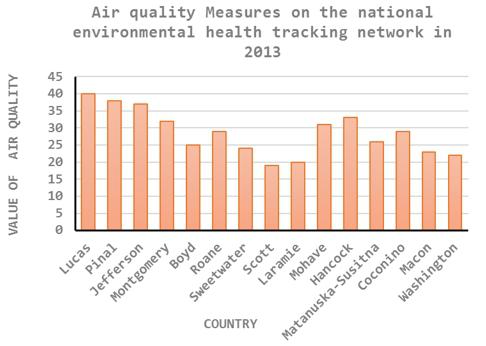 Air quality Measures on the national
environmental health tracking network in
2013
VALUE OF AIR QUALITY
45
40
35
30
25
20
15
10
5
0
Lucas
Pinal
Jefferson
Montgomery
Boyd
Roane
Sweetwater
Scott
Laramie
Mohave
Hancock
Matanuska-Susitna
Coconino
Macon
Washington
COUNTRY